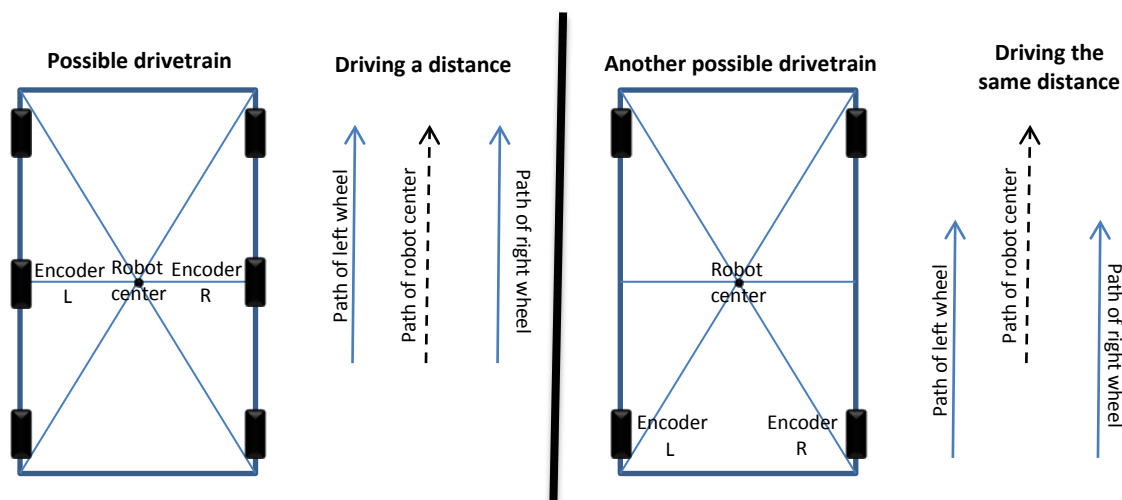 Possible drivetrain
Driving a distance
Encoder
L
Robot
center
Encoder
R
Path of left wheel
Path of robot center
Path of right wheel
Another possible drivetrain
Driving the
same distance
Robot
center
Encoder
L
Encoder
R
Path of left wheel
Path of robot center
Path of right wheel